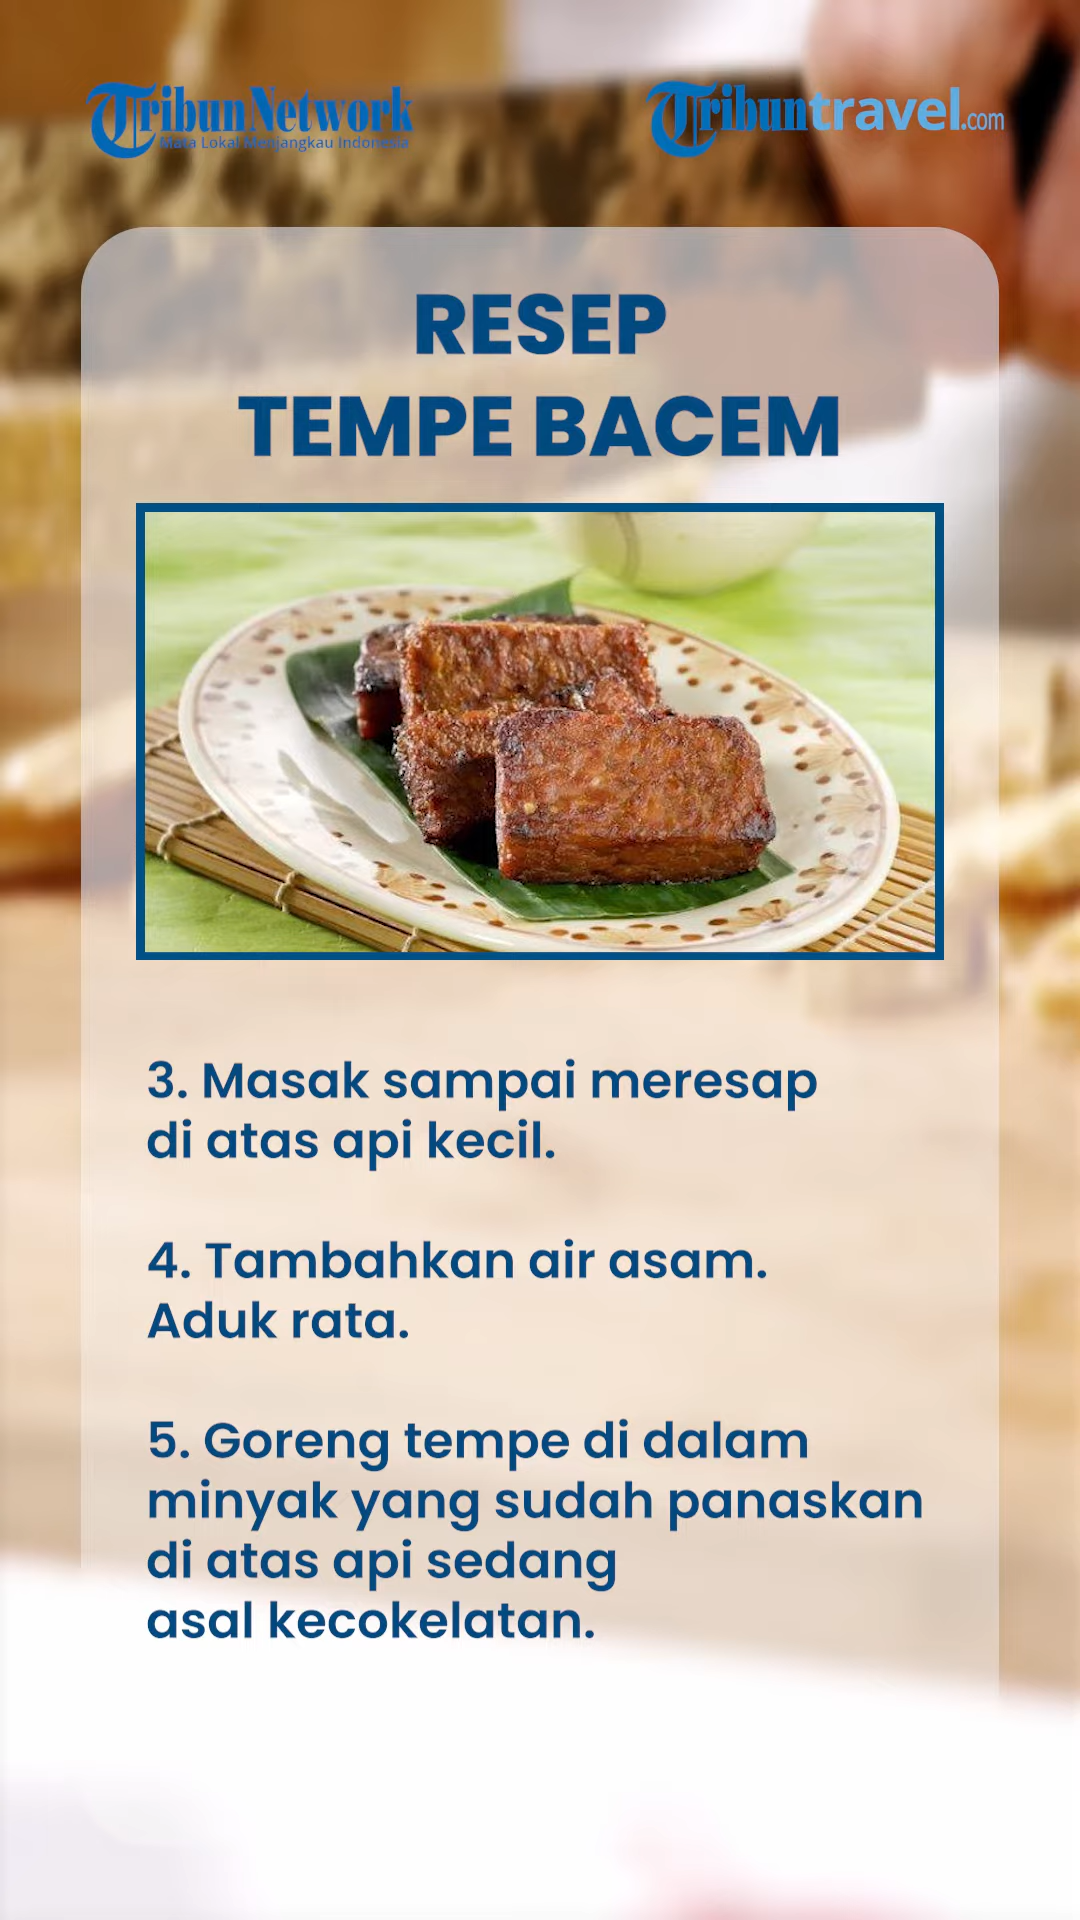 Tribun Network
Mata Lokal Menjangkau Indonesia
Tribuntravel.com
RESEP
TEMPE BACEM
3. Masak sampai meresap
di atas api kecil.
4. Tambahkan air asam.
Aduk rata.
5. Goreng tempe di dalam
minyak yang sudah panaskan
di atas api sedang
asal kecokelatan.